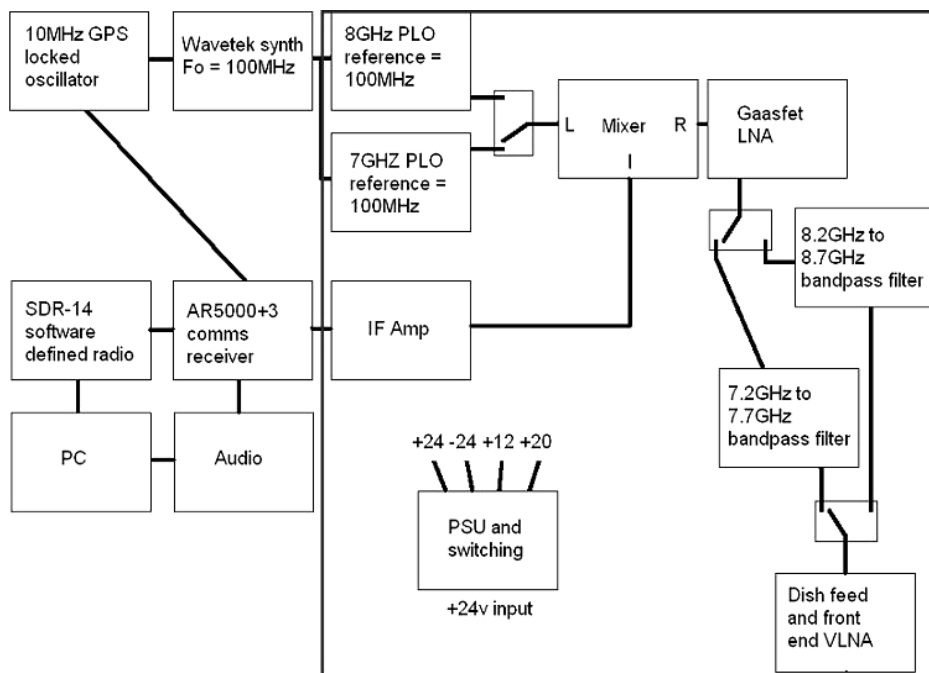 10MHz GPS
locked
oscillator
Wavetek synth
Fo = 100MHz
8GHz PLO
reference =
100MHz
7GHZ PLO
reference =
100MHz
L
Mixer
R
I
Gaasfet
LNA
8.2GHz to
8.7GHz
bandpass filter
SDR-14
software
defined radio
AR5000+3
comms
receiver
IF Amp
7.2GHz to
7.7GHz
bandpass filter
PC
Audio
+24 -24 +12 +20
PSU and
switching
+24v input
Dish feed
and front
end VLNA